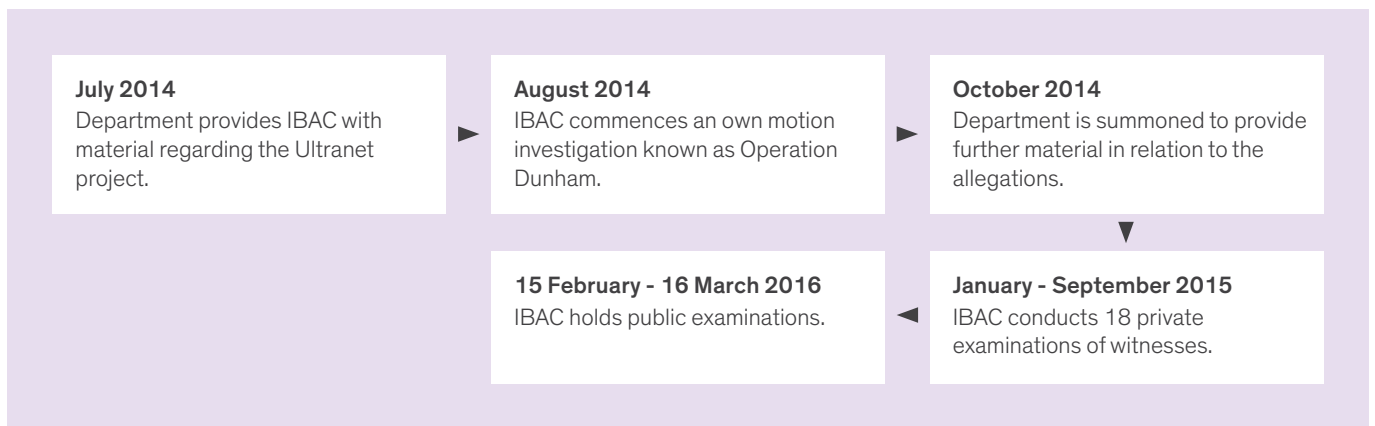 July 2014
Department provides IBAC with
material regarding the Ultranet
project.
August 2014
IBAC commences an own motion
investigation known as Operation
Dunham.
October 2014
Department is summoned to provide
further material in relation to the
allegations.
January - September 2015
IBAC conducts 18 private
examinations of witnesses.
15 February - 16 March 2016
IBAC holds public examinations.